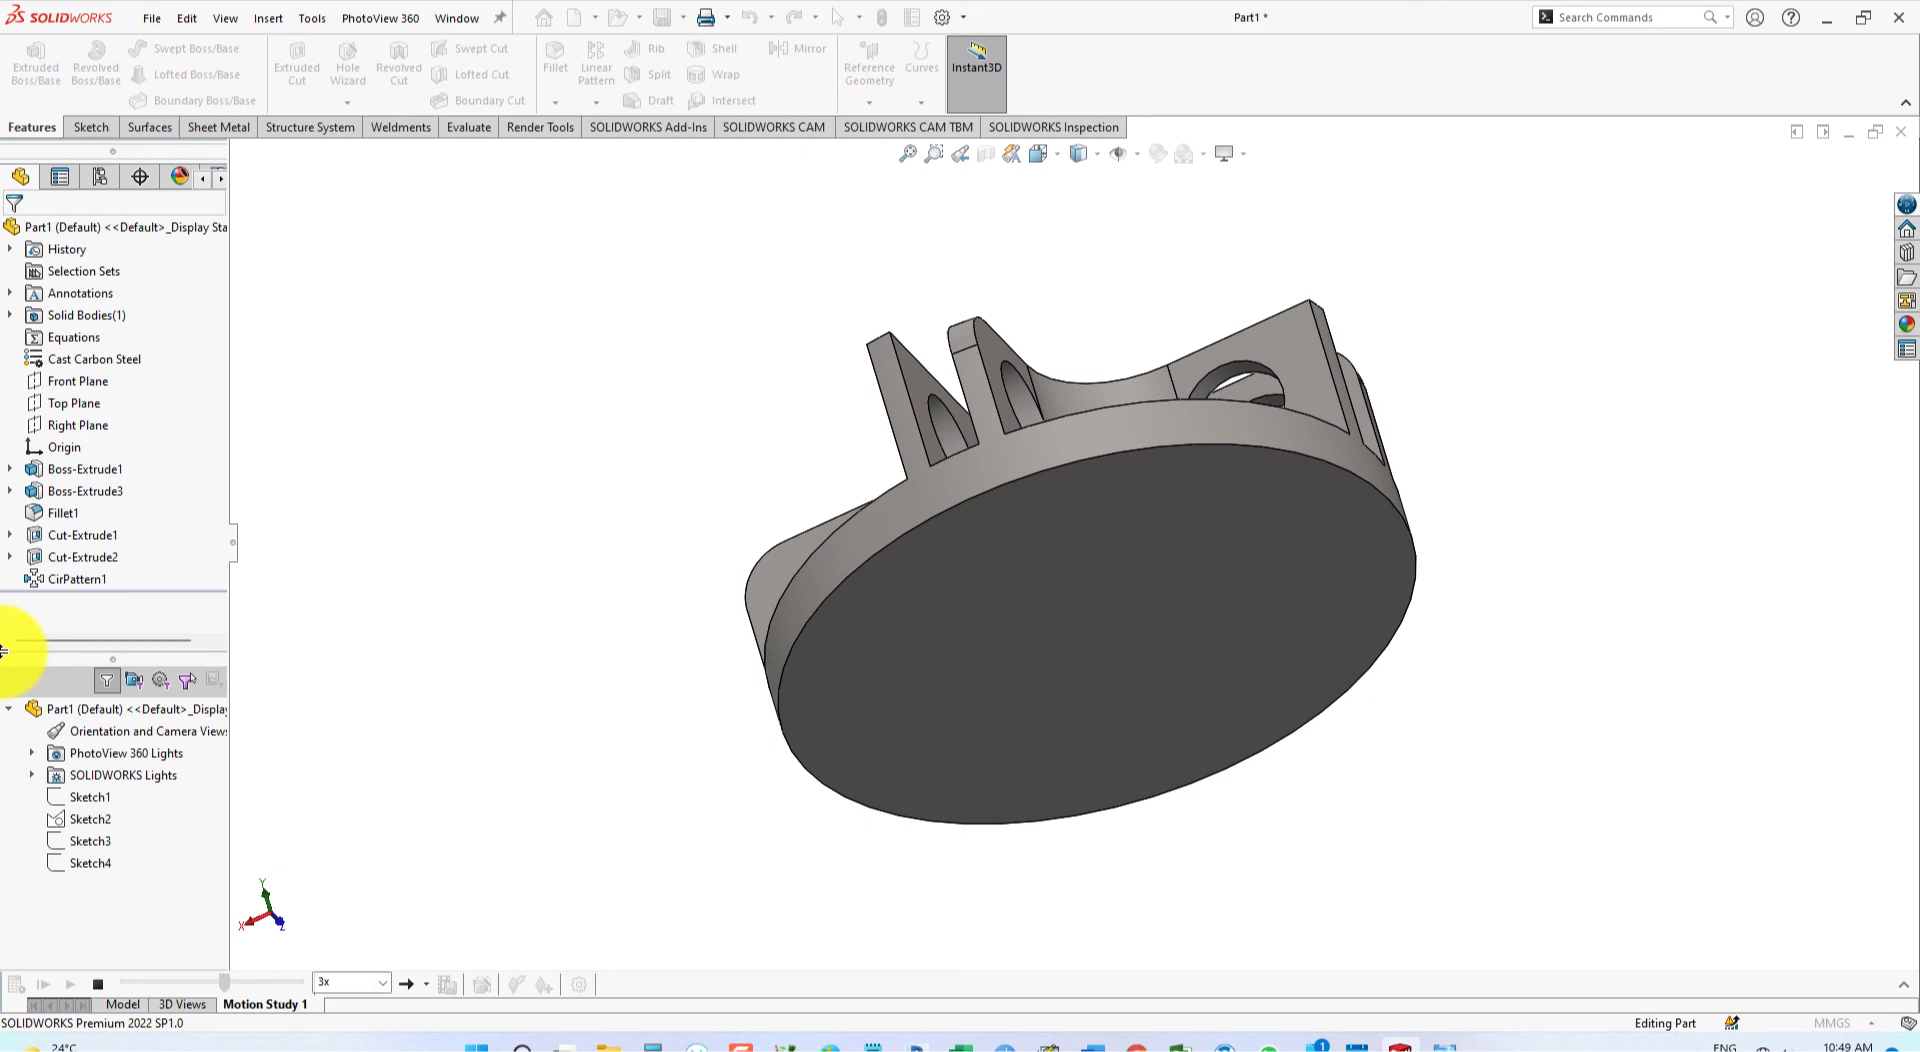 SOLIDWORKS File Edit View Insert Tools PhotoView 360 Window Part1 * Search Commands
Extruded Boss/Base
Revolved Boss/Base
Swept Boss/Base
Lofted Boss/Base
Boundary Boss/Base
Extruded Cut
Hole Wizard
Revolved Cut
Swept Cut
Lofted Cut
Boundary Cut
Fillet
Linear Pattern
Rib
Split
Draft
Shell
Wrap
Intersect
Mirror
Reference Geometry
Curves
Instant3D
Features Sketch Surfaces Sheet Metal Structure System Weldments Evaluate Render Tools SOLIDWORKS Add-Ins SOLIDWORKS CAM SOLIDWORKS CAM TBM SOLIDWORKS Inspection
Part1 (Default) <<Default>_Display Sta
History
Selection Sets
Annotations
Solid Bodies(1)
Equations
Cast Carbon Steel
Front Plane
Top Plane
Right Plane
Origin
Boss-Extrude1
Boss-Extrude3
Fillet1
Cut-Extrude1
Cut-Extrude2
CirPattern1
Part1 (Default) <<Default>_Display
Orientation and Camera Views
PhotoView 360 Lights
SOLIDWORKS Lights
Sketch1
Sketch2
Sketch3
Sketch4
Y
X
Z
3x
Model 3D Views Motion Study 1
SOLIDWORKS Premium 2022 SP1.0 Editing Part MMGS
24°C 1 ENG 10:49 AM